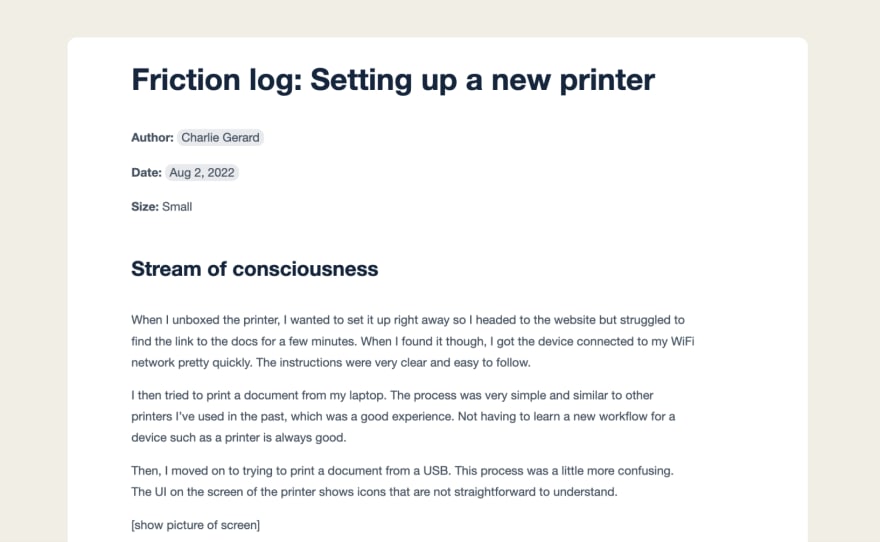 Friction log: Setting up a new printer
Author: Charlie Gerard
Date: Aug 2, 2022
Size: Small
Stream of consciousness
When I unboxed the printer, I wanted to set it up right away so I headed to the website but struggled to
find the link to the docs for a few minutes. When I found it though, I got the device connected to my WiFi
network pretty quickly. The instructions were very clear and easy to follow.
I then tried to print a document from my laptop. The process was very simple and similar to other
printers I've used in the past, which was a good experience. Not having to learn a new workflow for a
device such as a printer is always good.
Then, I moved on to trying to print a document from a USB. This process was a little more confusing.
The UI on the screen of the printer shows icons that are not straightforward to understand.
[show picture of screen]